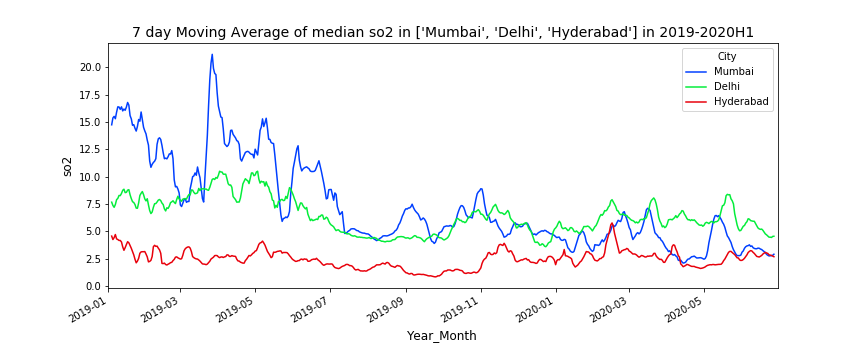 7 day Moving Average of median so2 in ['Mumbai', 'Delhi', 'Hyderabad'] in 2019-2020H1
City
Mumbai
Delhi
Hyderabad
so2
20.0
17.5
15.0
12.5
10.0
7.5
5.0
2.5
0.0
2019-01
2019-03
2019-05
2019-07
2019-09
2019-11
2020-01
2020-03
2020-05
Year_Month